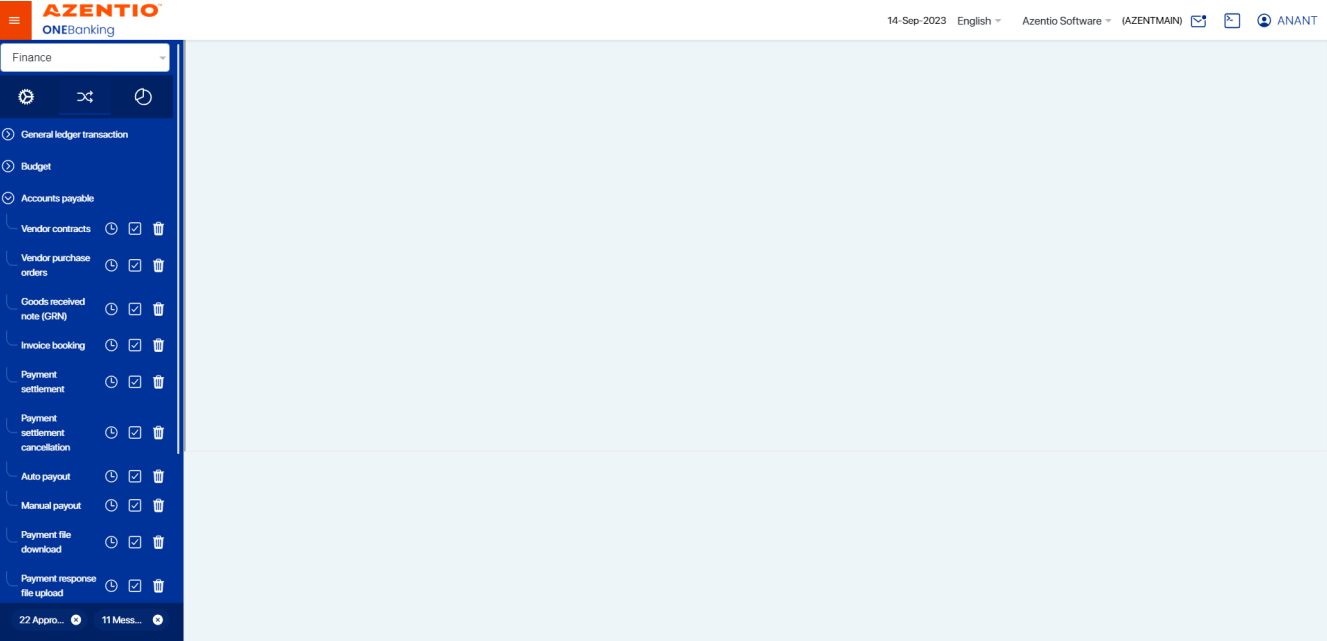 AZENTIO
ONEBanking
14-Sep-2023 English Azentio Software (AZENTMAIN) ANANT
Finance
General ledger transaction
Budget
Accounts payable
Vendor contracts
Vendor purchase
orders
Goods received
note (GRN)
Invoice booking
Payment
settlement
Payment
settlement
cancellation
Auto payout
Manual payout
Payment file
download
Payment response
file upload
22 Appro... 11 Mess...